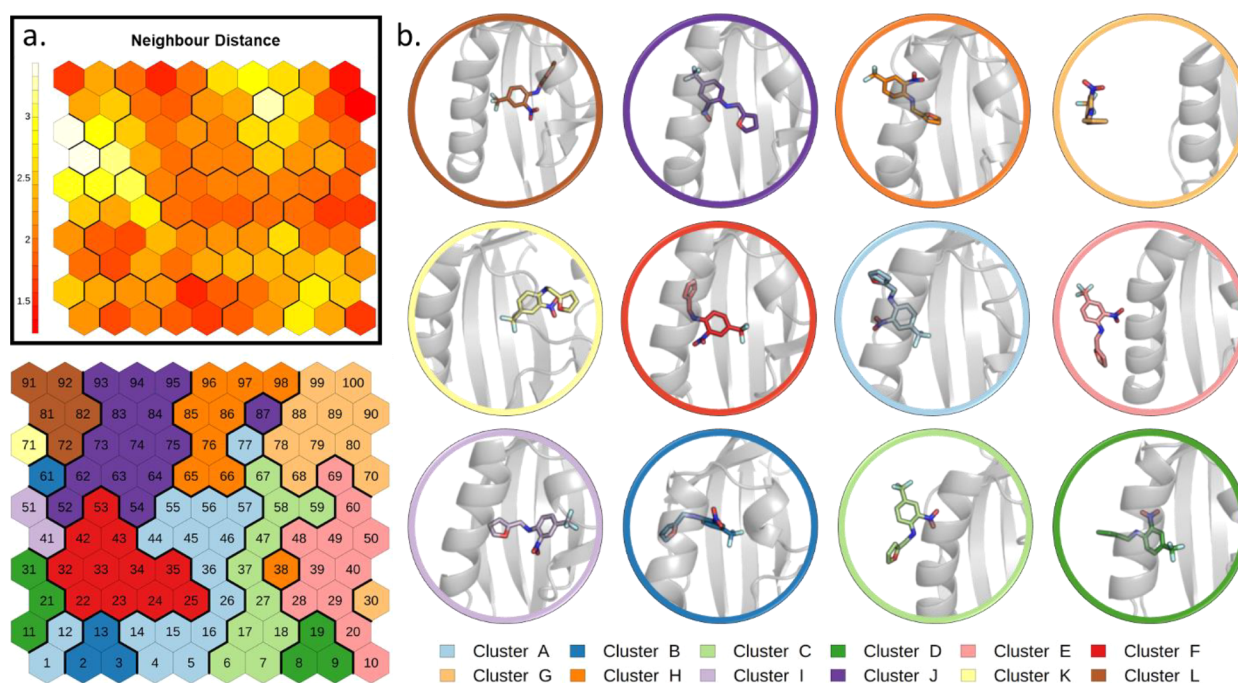 a.
Neighbour Distance
3
2.5
2
1.5
91 92 93 94 95 96 97 98 99 100
81 82 83 84 85 86 87 88 89 90
71 72 73 74 75 76 77 78 79 80
61 62 63 64 65 66 67 68 69 70
51 52 53 54 55 56 57 58 59 60
41 42 43 44 45 46 47 48 49 50
31 32 33 34 35 36 37 38 39 40
21 22 23 24 25 26 27 28 29 30
11 12 13 14 15 16 17 18 19 20
1 2 3 4 5 6 7 8 9 10
b.
Cluster A Cluster B Cluster C Cluster D Cluster E Cluster F
Cluster G Cluster H Cluster I Cluster J Cluster K Cluster L